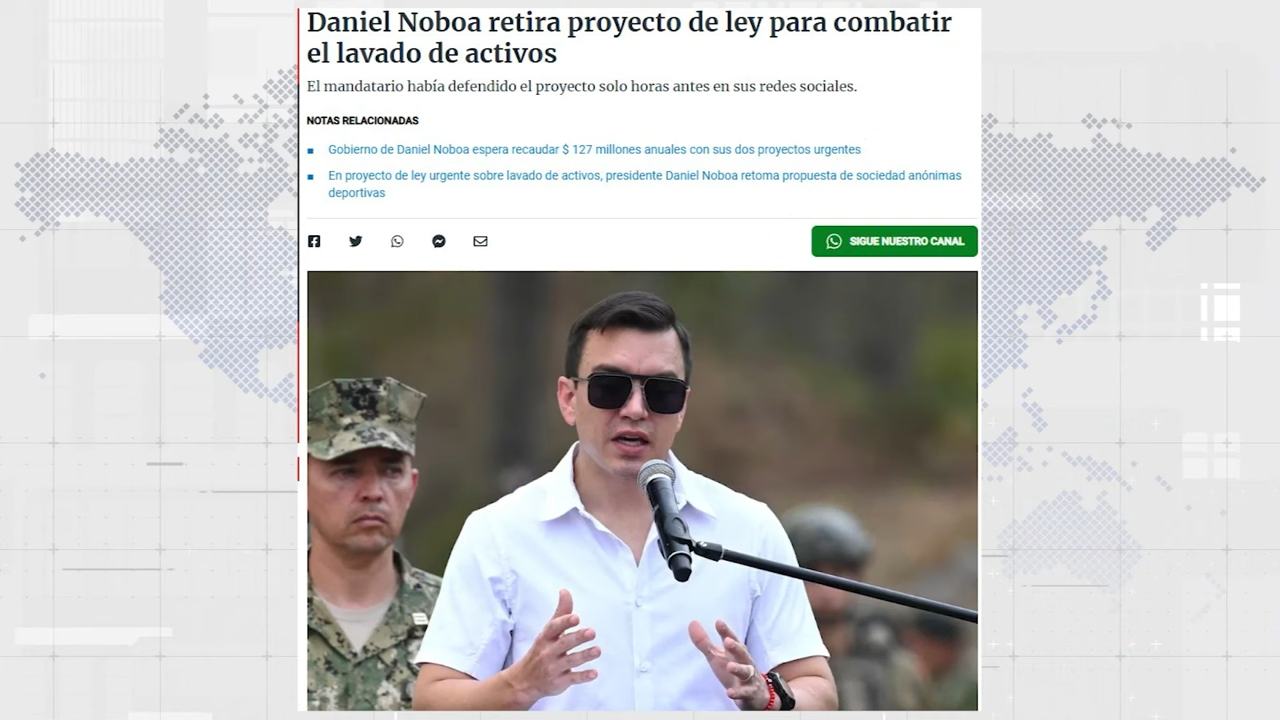 Daniel Noboa retira proyecto de ley para combatir
el lavado de activos
El mandatario había defendido el proyecto solo horas antes en sus redes sociales.
NOTAS RELACIONADAS
Gobierno de Daniel Noboa espera recaudar $ 127 millones anuales con sus dos proyectos urgentes
En proyecto de ley urgente sobre lavado de activos, presidente Daniel Noboa retoma propuesta de sociedad anónimas
deportivas
SIGUE NUESTRO CANAL